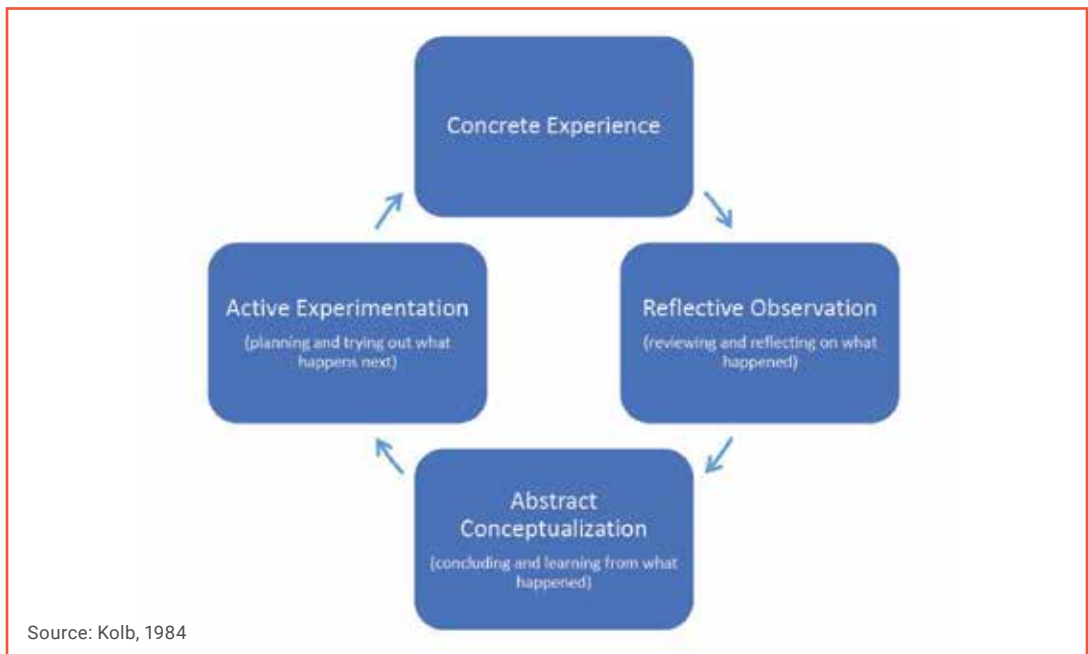 Concrete Experience
Active Experimentation
(planning and trying out what
happens next)
Reflective Observation
(reviewing and reflecting on what
happened)
Abstract
Conceptualization
(concluding and learning from what
happened)
Source: Kolb, 1984